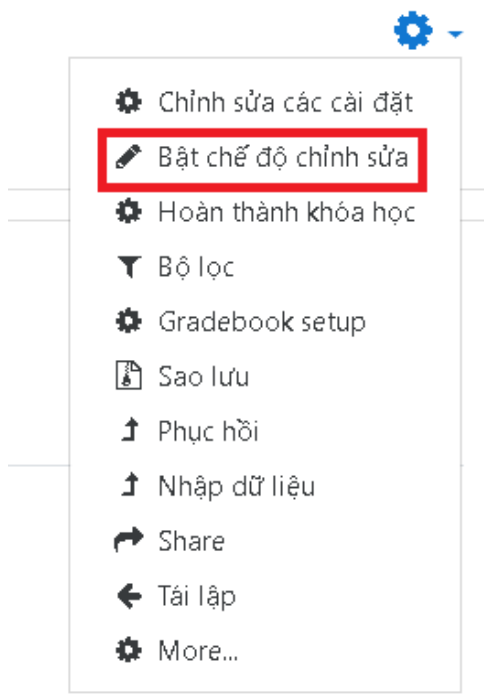 Chỉnh sửa các cài đặt
Bật chế độ chỉnh sửa
Hoàn thành khóa học
Bộ lọc
Gradebook setup
Sao lưu
Phục hồi
Nhập dữ liệu
Share
Tái lập
More...